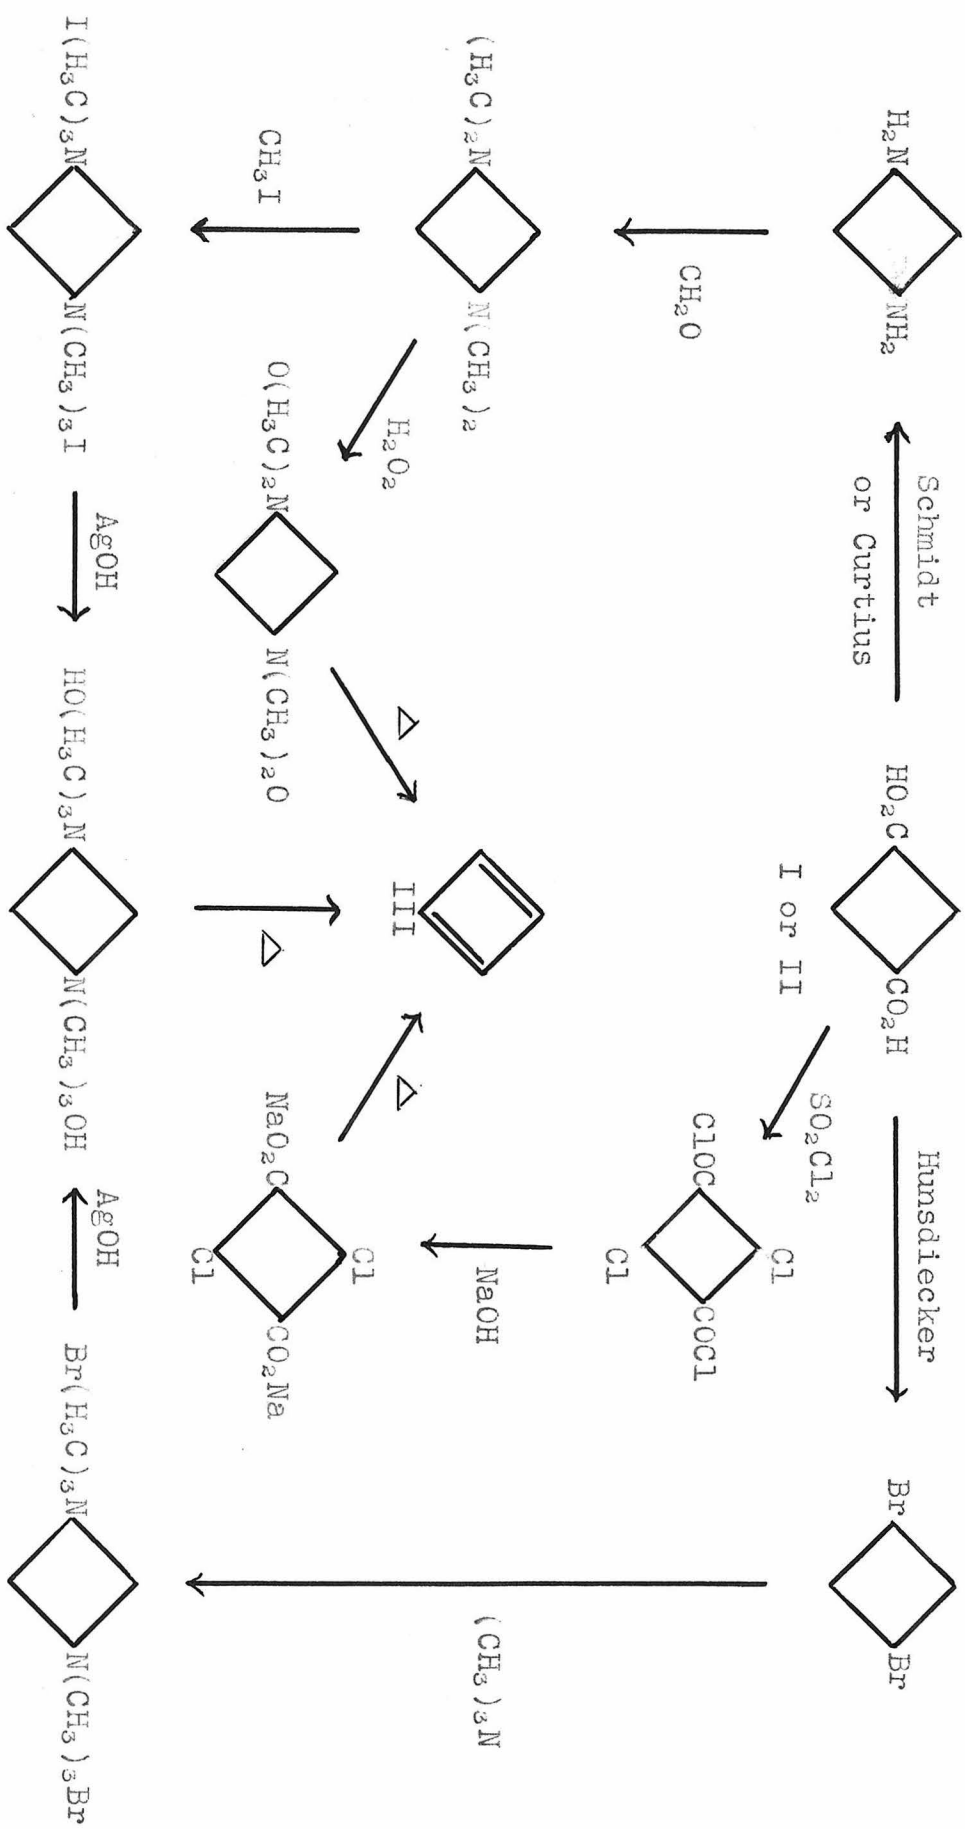 H₂N NH₂
Schmidt
or Curtius
HO₂C CO₂H
I or II
Hunsdiecker
Br Br
CH₂O
SO₂Cl₂
ClOC Cl
Cl COCl
(H₃C)₂N N(CH₃)₂
H₂O₂
O(H₃C)₂N N(CH₃)₂O
△
III
△
NaOH
NaO₂C Cl
Cl CO₂Na
(CH₃)₃N
CH₃I
△
I(H₃C)₃N N(CH₃)₃I
AgOH
HO(H₃C)₃N N(CH₃)₃OH
AgOH
Br(H₃C)₃N N(CH₃)₃Br